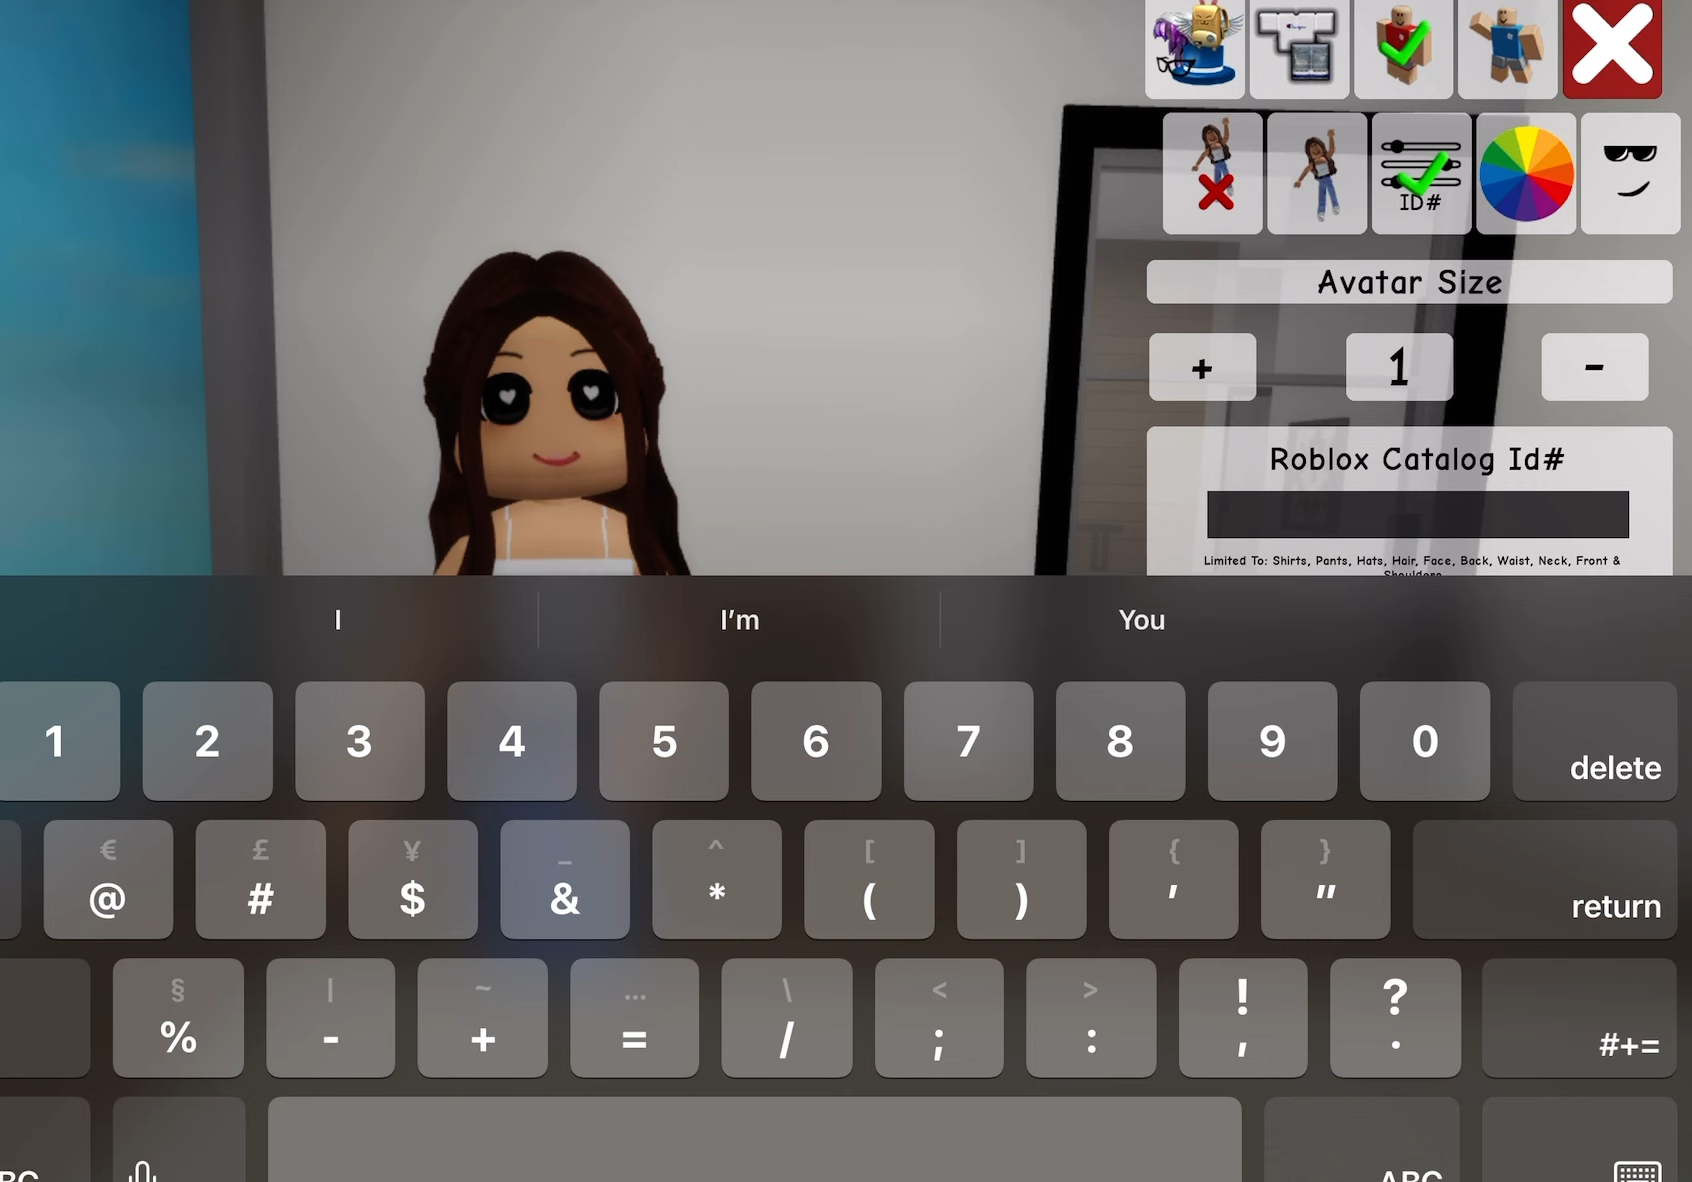 ID#
Avatar Size
+ 1 -
Roblox Catalog Id#
Limited To: Shirts, Pants, Hats, Hair, Face, Back, Waist, Neck, Front &
Shoulders
I I'm You
1 2 3 4 5 6 7 8 9 0 delete
€ £ ¥ _ ^ [ ] { }
@ # $ & * ( ) ' " return
§ | ~ … \ < > ! ?
% - + = / ; : , . #+=
ABC